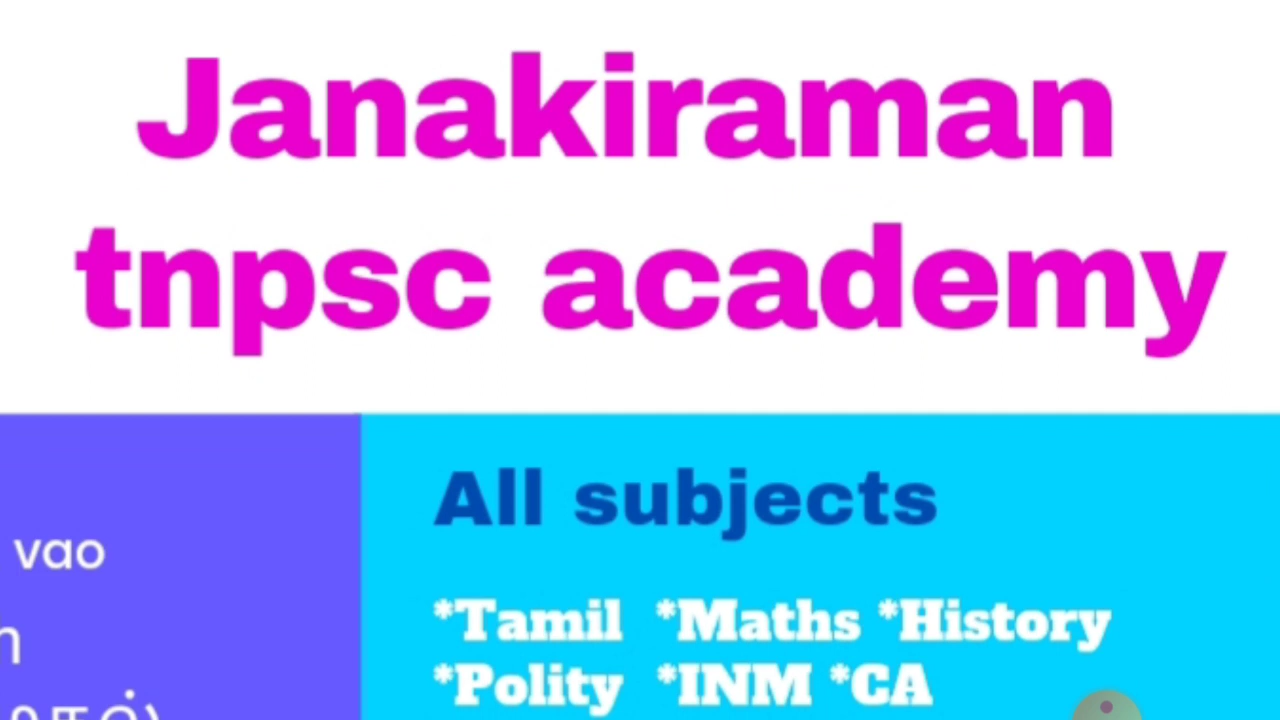 Janakiraman
tnpsc academy
vao
All subjects
*Tamil *Maths *History
*Polity *INM *CA